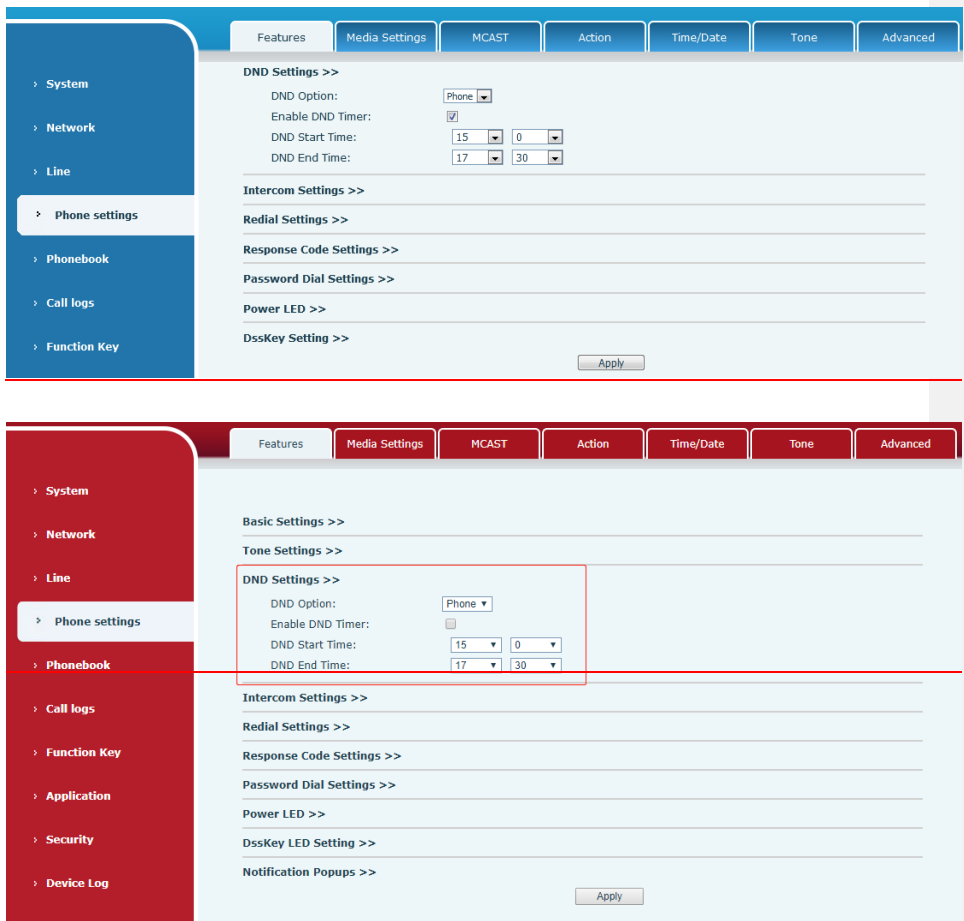 Features Media Settings MCAST Action Time/Date Tone Advanced
DND Settings >>
› System
DND Option: Phone
Enable DND Timer:
› Network
DND Start Time: 15 0
DND End Time: 17 30
› Line
Intercom Settings >>
› Phone settings
Redial Settings >>
Response Code Settings >>
› Phonebook
Password Dial Settings >>
› Call logs
Power LED >>
DssKey Setting >>
› Function Key
Apply
Features Media Settings MCAST Action Time/Date Tone Advanced
› System
Basic Settings >>
› Network
Tone Settings >>
› Line
DND Settings >>
DND Option: Phone
› Phone settings
Enable DND Timer:
DND Start Time: 15 0
› Phonebook
DND End Time: 17 30
Intercom Settings >>
› Call logs
Redial Settings >>
› Function Key
Response Code Settings >>
Password Dial Settings >>
› Application
Power LED >>
› Security
DssKey LED Setting >>
Notification Popups >>
› Device Log
Apply